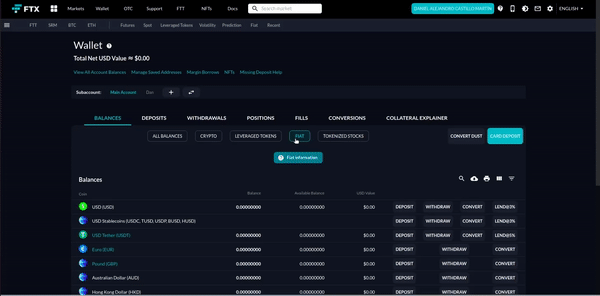 FTX Markets Wallet OTC Support FTT NFTs Docs Search market DANIEL ALEJANDRO CASTILLO MARTIN ENGLISH
FTT SRM BTC ETH Futures Spot Leveraged Tokens Volatility Prediction Fiat Recent
Wallet
Total Net USD Value ≈ $0.00
View All Account Balances Manage Saved Addresses Margin Borrow NFTs Missing Deposit Help
Subaccount: Main Account Dan
BALANCES DEPOSITS WITHDRAWALS POSITIONS FILLS CONVERSIONS COLLATERAL EXPLAINER
ALL BALANCES CRYPTO LEVERAGED TOKENS FIAT TOKENIZED STOCKS CONVERT DUST CARD DEPOSIT
Fiat information
Balances
Coin Balance Available Balance USD Value
USD (USD) 0.00000000 0.00000000 $0.00 DEPOSIT WITHDRAW CONVERT LEND@3%
USD Stablecoins (USDC, TUSD, USDP, BUSD, HUSD) 0.00000000 0.00000000 $0.00 DEPOSIT WITHDRAW CONVERT LEND@3%
USD Tether (USDT) 0.00000000 0.00000000 $0.00 DEPOSIT WITHDRAW CONVERT
Euro (EUR) 0.00000000 0.00000000 $0.00 DEPOSIT WITHDRAW CONVERT
Pound (GBP) 0.00000000 0.00000000 $0.00 DEPOSIT WITHDRAW CONVERT
Australian Dollar (AUD) 0.00000000 0.00000000 $0.00 DEPOSIT WITHDRAW CONVERT
Hong Kong Dollar (HKD) 0.00000000 0.00000000 $0.00 DEPOSIT WITHDRAW CONVERT